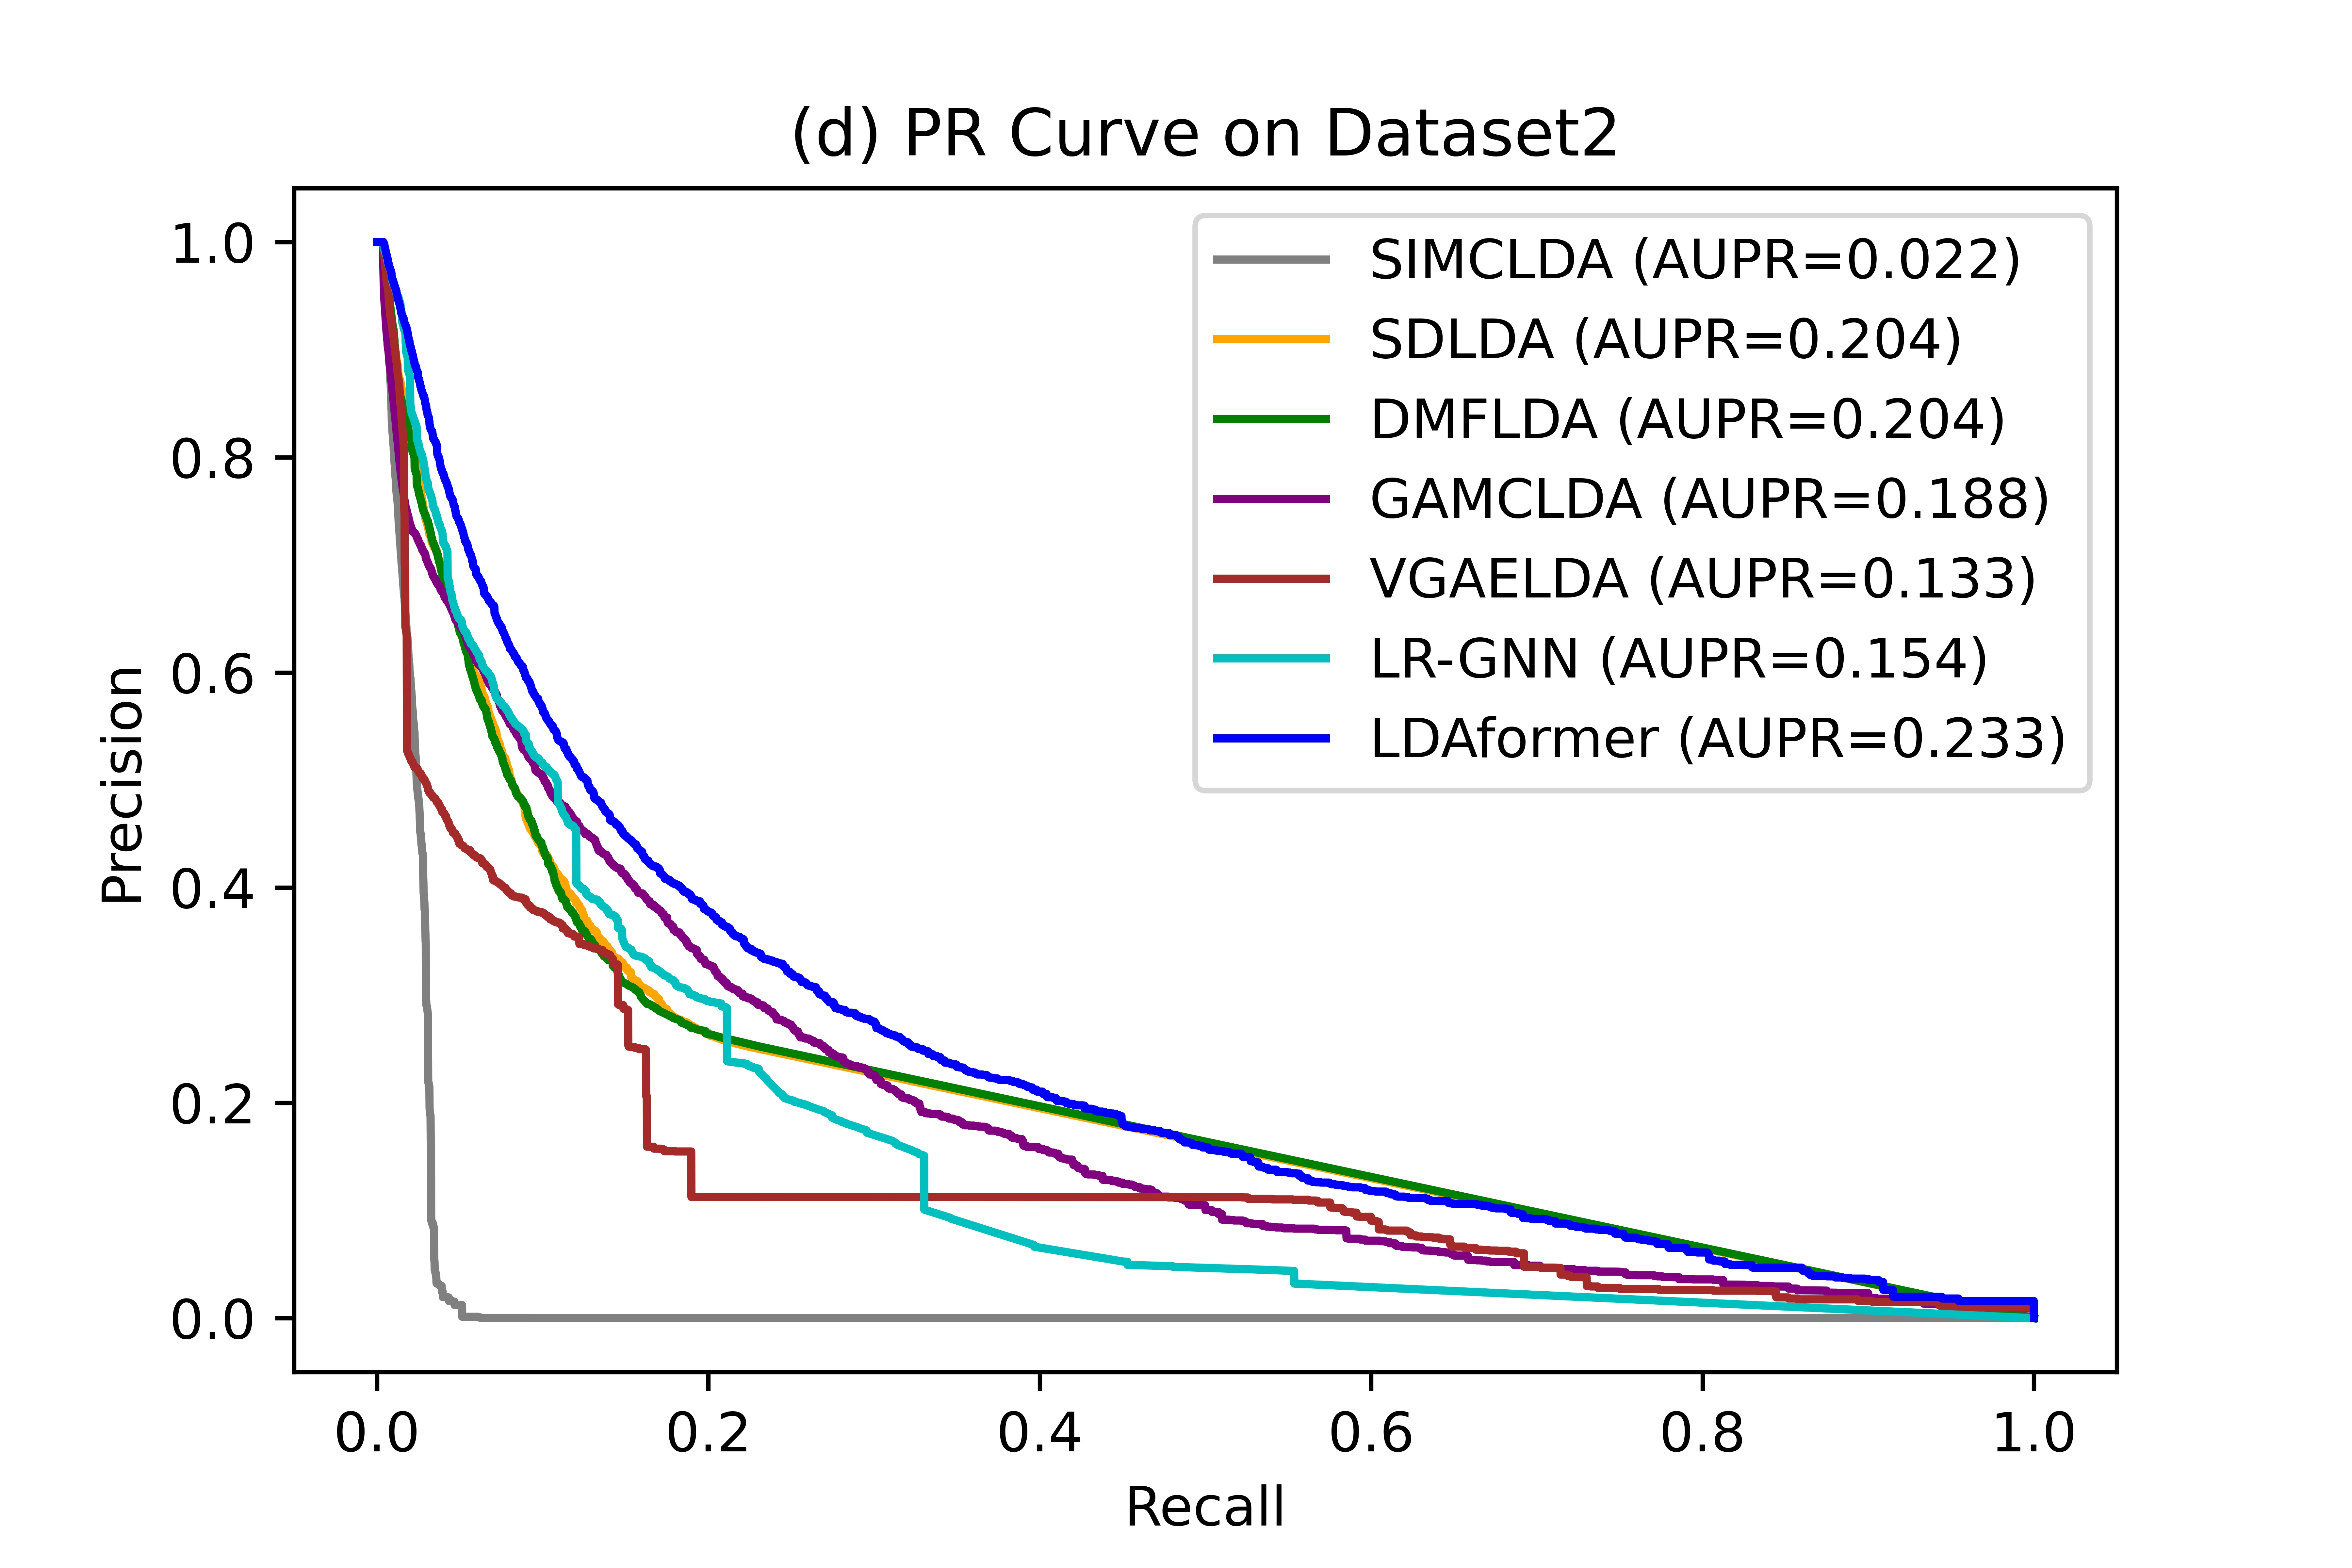 (d) PR Curve on Dataset2
1.0
0.8
0.6
0.4
0.2
0.0
Precision
SIMCLDA (AUPR=0.022)
SDLDA (AUPR=0.204)
DMFLDA (AUPR=0.204)
GAMCLDA (AUPR=0.188)
VGAELDA (AUPR=0.133)
LR-GNN (AUPR=0.154)
LDAformer (AUPR=0.233)
0.0 0.2 0.4 0.6 0.8 1.0
Recall